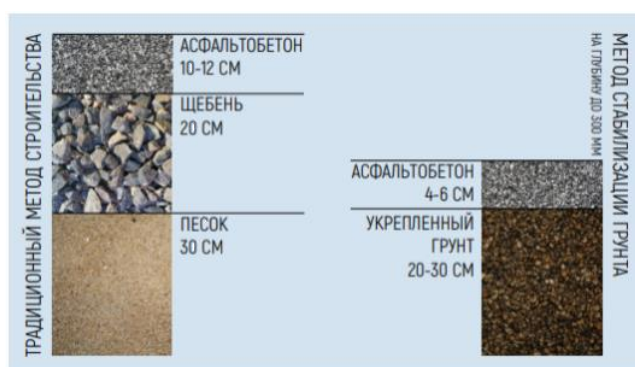 ТРАДИЦИОННЫЙ МЕТОД СТРОИТЕЛЬСТВА
АСФАЛЬТОБЕТОН
10-12 СМ
ЩЕБЕНЬ
20 СМ
ПЕСОК
30 СМ
АСФАЛЬТОБЕТОН
4-6 СМ
УКРЕПЛЕННЫЙ
ГРУНТ
20-30 СМ
МЕТОД СТАБИЛИЗАЦИИ ГРУНТА
НА ГЛУБИНУ ДО 300 ММ